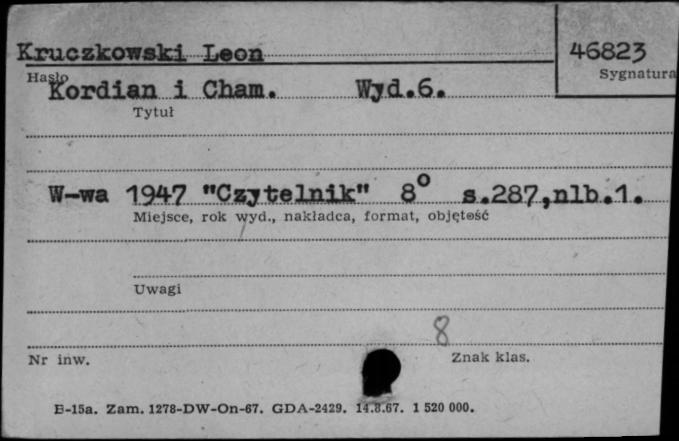 Kruczkowski Leon
46823
Hasło
Sygnatura
Kordian i Cham. Wyd.6.
Tytuł
W-wa 1947 "Czytelnik" 8° s.287,nlb.1.
Miejsce, rok wyd., nakładca, format, objętość
Uwagi
8
Nr inw.
Znak klas.
B-15a. Zam. 1278-DW-On-67. GDA-2429. 14.8.67. 1 520 000.